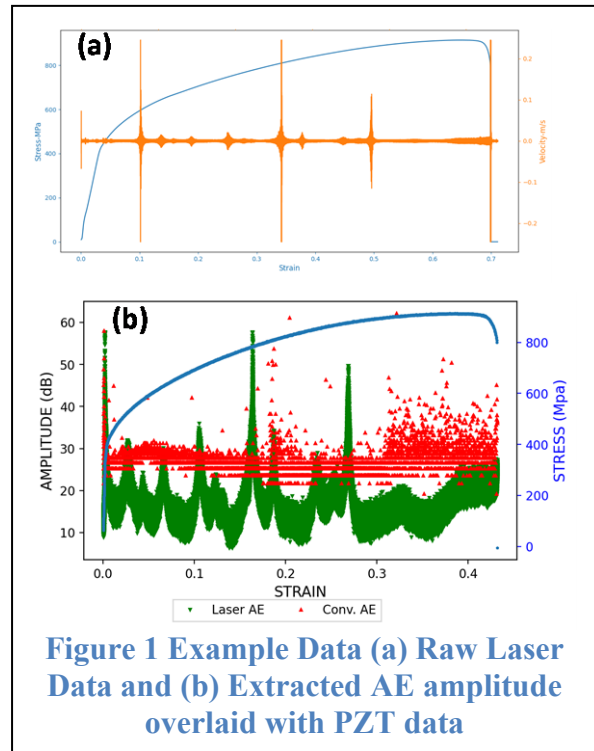 (a)
800
600
400
200
0
Stress-MPa
0.2
0.1
0.0
−0.1
−0.2
Velocity-m/s
0.0 0.1 0.2 0.3 0.4 0.5 0.6 0.7
Strain
(b)
60
50
40
30
20
10
AMPLITUDE (dB)
800
600
400
200
0
STRESS (Mpa)
0.0 0.1 0.2 0.3 0.4
STRAIN
Laser AE Conv. AE
Figure 1 Example Data (a) Raw Laser
Data and (b) Extracted AE amplitude
overlaid with PZT data